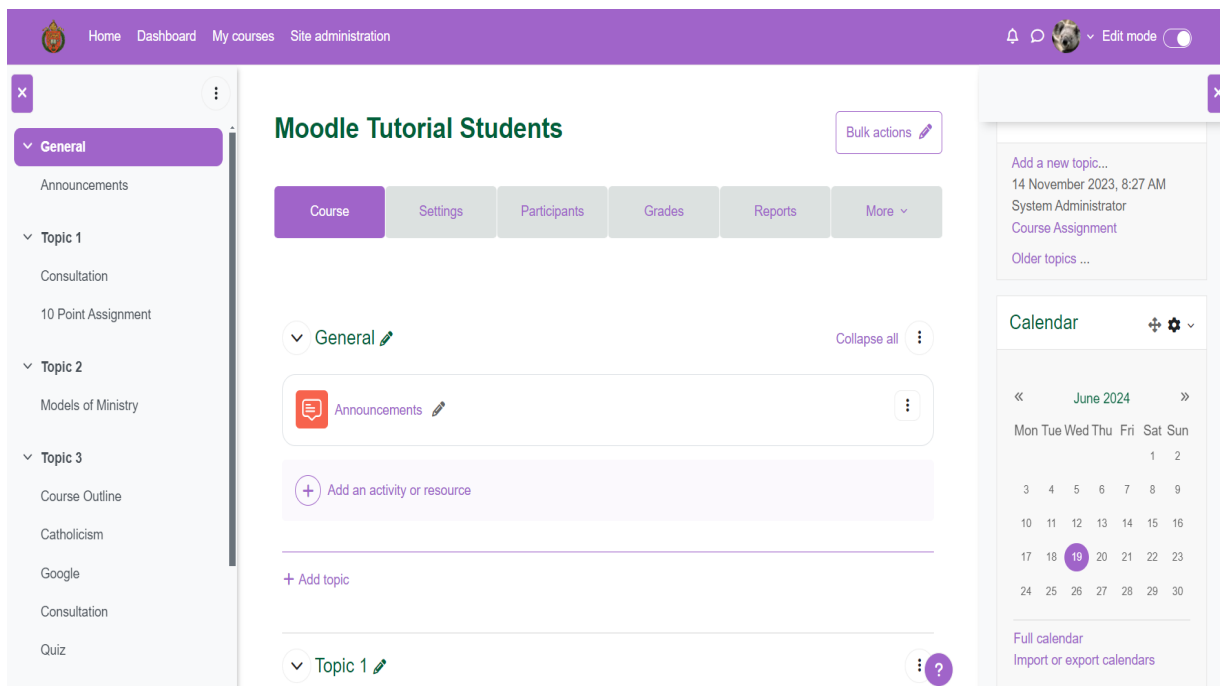 Home Dashboard My courses Site administration
Edit mode
General
Announcements
Topic 1
Consultation
10 Point Assignment
Topic 2
Models of Ministry
Topic 3
Course Outline
Catholicism
Google
Consultation
Quiz
Moodle Tutorial Students
Bulk actions
Course Settings Participants Grades Reports More
General
Collapse all
Announcements
Add an activity or resource
+ Add topic
Topic 1
?
Add a new topic...
14 November 2023, 8:27 AM
System Administrator
Course Assignment
Older topics ...
Calendar
« June 2024 »
Mon Tue Wed Thu Fri Sat Sun
1 2
3 4 5 6 7 8 9
10 11 12 13 14 15 16
17 18 19 20 21 22 23
24 25 26 27 28 29 30
Full calendar
Import or export calendars